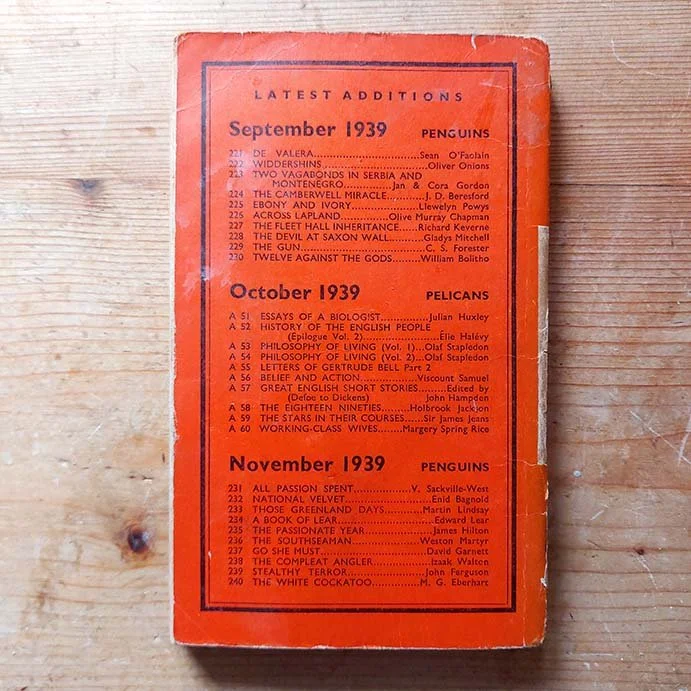 LATEST ADDITIONS
September 1939 PENGUINS
221 DE VALERA..........Sean O'Faolain
222 WIDDERSHINS..........Oliver Onions
223 TWO VAGABONDS IN SERBIA AND
MONTENEGRO..........Jan & Cora Gordon
224 THE CAMBERWELL MIRACLE..........J. D. Beresford
225 EBONY AND IVORY..........Llewelyn Powys
226 ACROSS LAPLAND..........Olive Murray Chapman
227 THE FLEET HALL INHERITANCE.....Richard Keverne
228 THE DEVIL AT SAXON WALL........Gladys Mitchell
229 THE GUN..........C. S. Forester
230 TWELVE AGAINST THE GODS........William Bolitho
October 1939 PELICANS
A 51 ESSAYS OF A BIOLOGIST..........Julian Huxley
A 52 HISTORY OF THE ENGLISH PEOPLE
(Epilogue Vol. 2)..........Élie Halévy
A 53 PHILOSOPHY OF LIVING (Vol. 1)...Olaf Stapledon
A 54 PHILOSOPHY OF LIVING (Vol. 2)...Olaf Stapledon
A 55 LETTERS OF GERTRUDE BELL Part 2
A 56 BELIEF AND ACTION..........Viscount Samuel
A 57 GREAT ENGLISH SHORT STORIES........Edited by
(Defoe to Dickens) John Hampden
A 58 THE EIGHTEEN NINETIES........Holbrook Jackson
A 59 THE STARS IN THEIR COURSES......Sir James Jeans
A 60 WORKING-CLASS WIVES........Margery Spring Rice
November 1939 PENGUINS
231 ALL PASSION SPENT..........V. Sackville-West
232 NATIONAL VELVET..........Enid Bagnold
233 THOSE GREENLAND DAYS........Martin Lindsay
234 A BOOK OF LEAR..........Edward Lear
235 THE PASSIONATE YEAR..........James Hilton
236 THE SOUTHSEAMAN..........Weston Martyr
237 GO SHE MUST..........David Garnett
238 THE COMPLEAT ANGLER..........Izaak Walton
239 STEALTHY TERROR..........John Ferguson
240 THE WHITE COCKATOO..........M. G. Eberhart